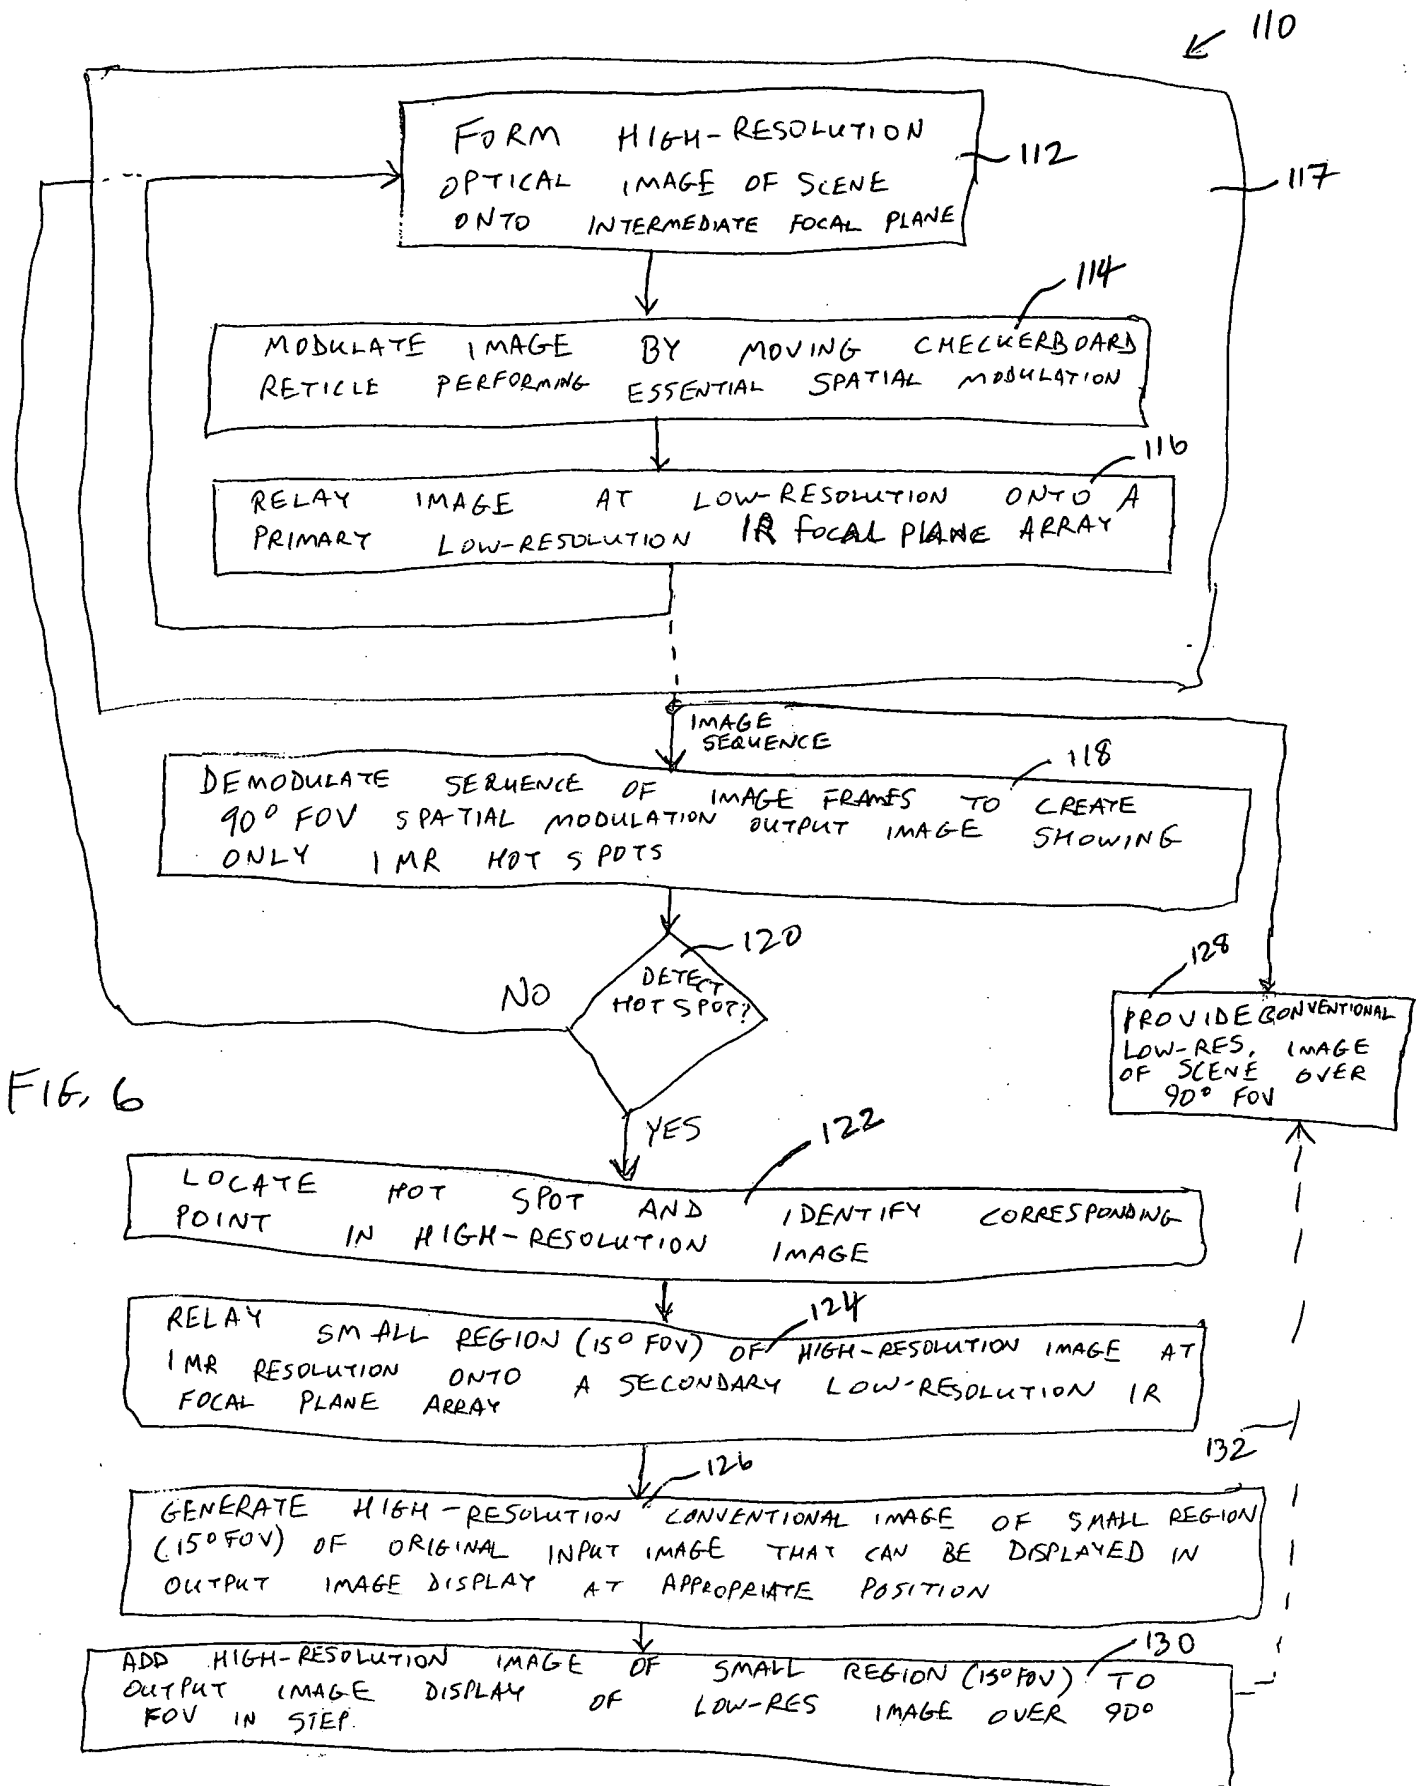 110
FORM HIGH-RESOLUTION
OPTICAL IMAGE OF SCENE
ONTO INTERMEDIATE FOCAL PLANE
112
117
114
MODULATE IMAGE BY MOVING CHECKERBOARD
RETICLE PERFORMING ESSENTIAL SPATIAL MODULATION
116
RELAY IMAGE AT LOW-RESOLUTION ONTO A
PRIMARY LOW-RESOLUTION IR FOCAL PLANE ARRAY
IMAGE
SEQUENCE
118
DEMODULATE SEQUENCE OF IMAGE FRAMES TO CREATE
90° FOV SPATIAL MODULATION OUTPUT IMAGE SHOWING
ONLY 1 MR HOT SPOTS
120
DETECT
HOT SPOT?
NO
128
PROVIDE CONVENTIONAL
LOW-RES. IMAGE
OF SCENE OVER
90° FOV
FIG. 6
YES
122
LOCATE HOT SPOT AND IDENTIFY CORRESPONDING
POINT IN HIGH-RESOLUTION IMAGE
124
RELAY SMALL REGION (15° FOV) OF HIGH-RESOLUTION IMAGE AT
1 MR RESOLUTION ONTO A SECONDARY LOW-RESOLUTION IR
FOCAL PLANE ARRAY
132
126
GENERATE HIGH-RESOLUTION CONVENTIONAL IMAGE OF SMALL REGION
(15° FOV) OF ORIGINAL INPUT IMAGE THAT CAN BE DISPLAYED IN
OUTPUT IMAGE DISPLAY AT APPROPRIATE POSITION
130
ADD HIGH-RESOLUTION IMAGE OF SMALL REGION (15° FOV) TO
OUTPUT IMAGE DISPLAY OF LOW-RES IMAGE OVER 90°
FOV IN STEP.